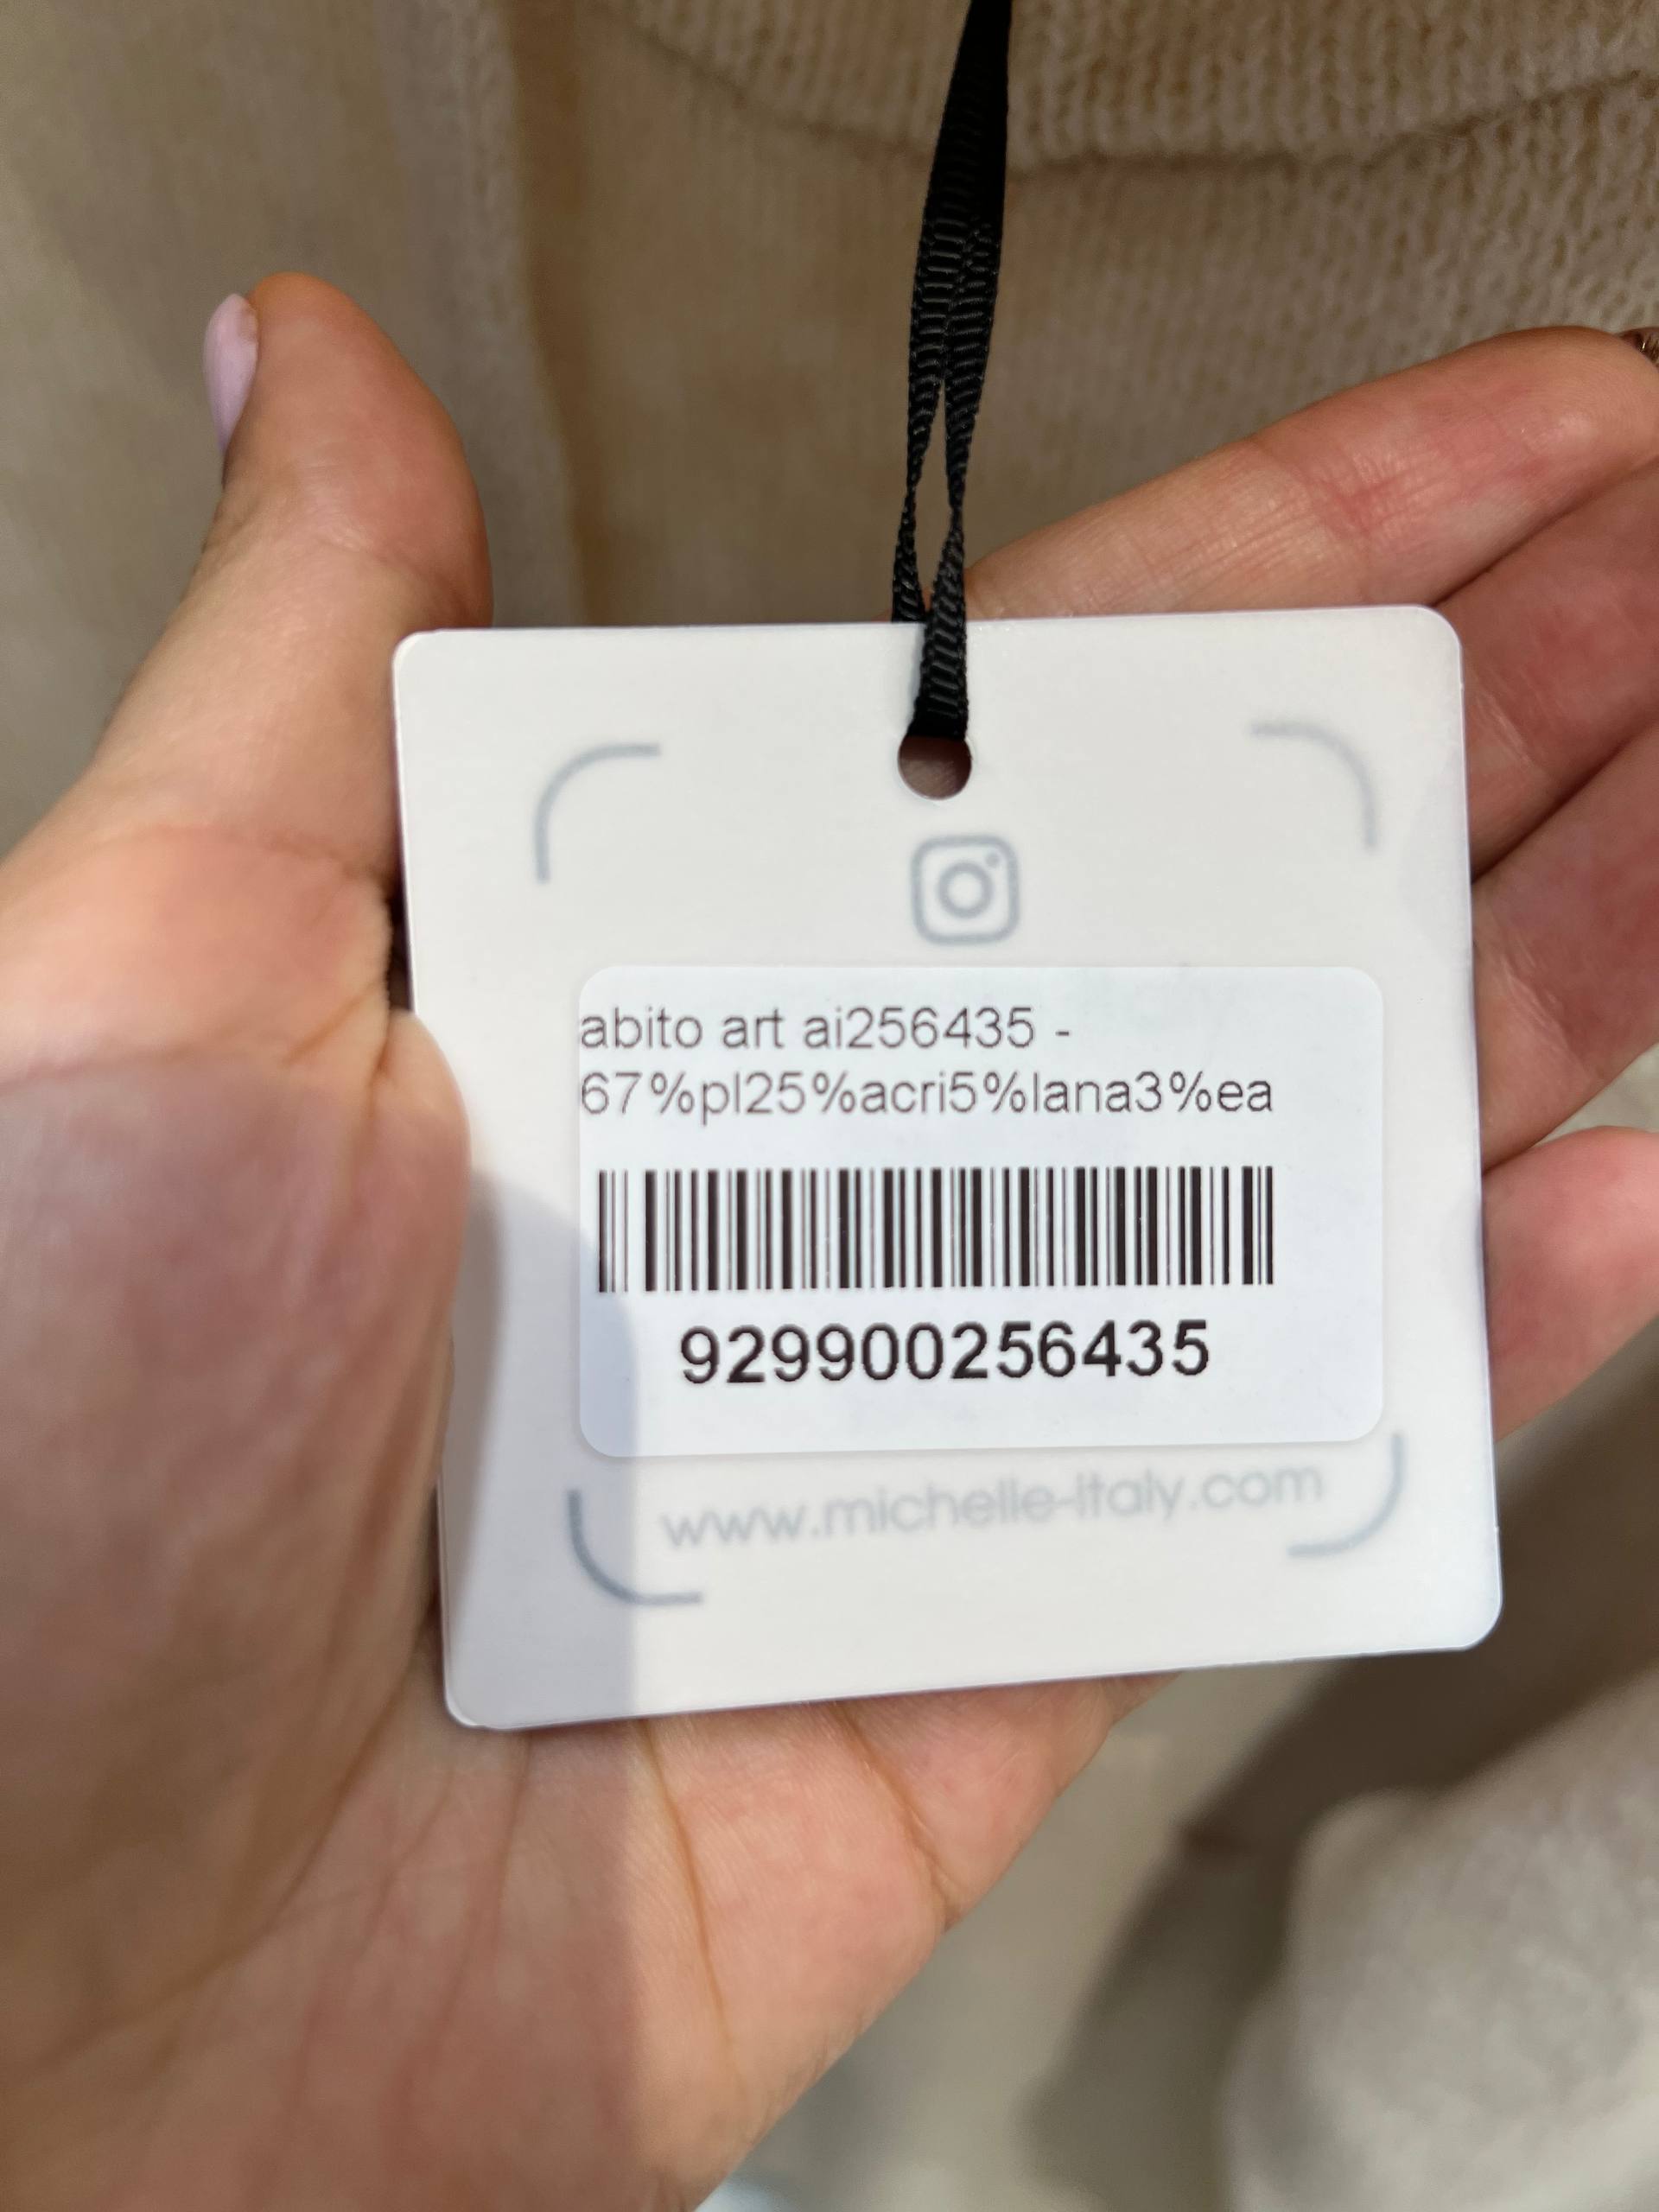 abito art ai256435 -
67%pl25%acri5%lana3%ea
929900256435
www.michelle-italy.com